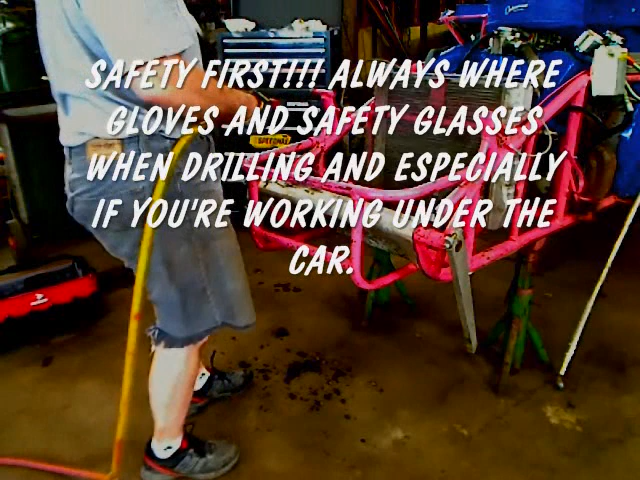 SAFETY FIRST!!! ALWAYS WHERE
GLOVES AND SAFETY GLASSES
WHEN DRILLING AND ESPECIALLY
IF YOU'RE WORKING UNDER THE
CAR.